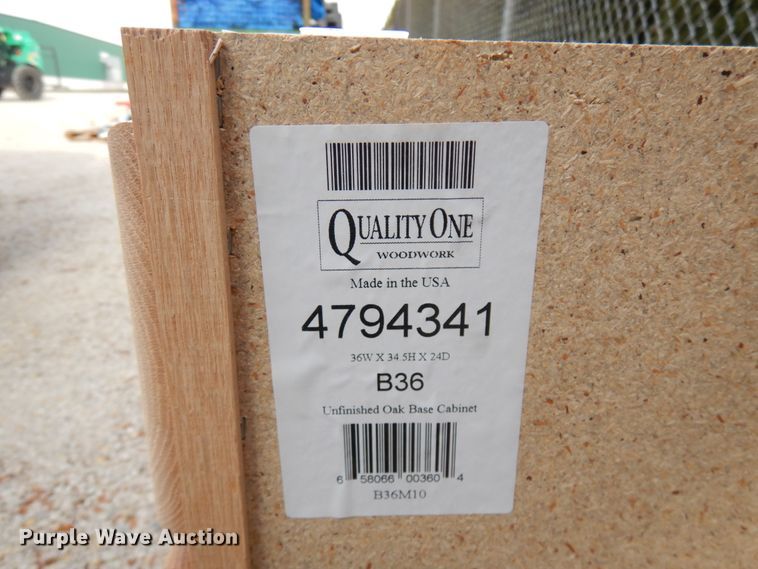 QUALITY ONE
WOODWORK
Made in the USA
4794341
36W X 34.5H X 24D
B36
Unfinished Oak Base Cabinet
6 58066 00360 4
B36M10
Purple Wave Auction